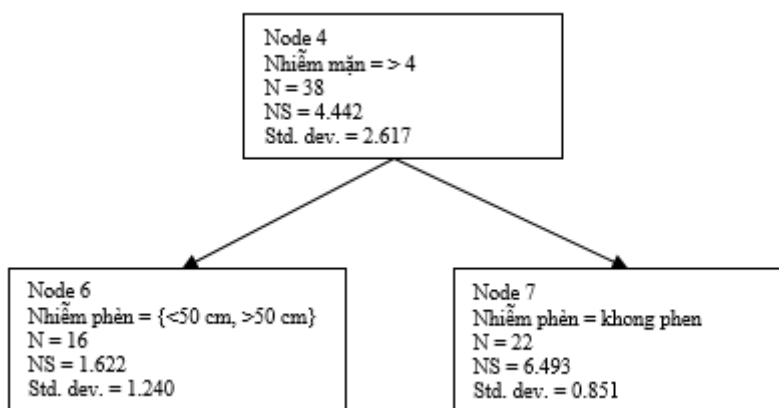 Node 4
Nhiễm mặn = > 4
N = 38
NS = 4.442
Std. dev. = 2.617
Node 6
Nhiễm phèn = {<50 cm, >50 cm}
N = 16
NS = 1.622
Std. dev. = 1.240
Node 7
Nhiễm phèn = khong phen
N = 22
NS = 6.493
Std. dev. = 0.851